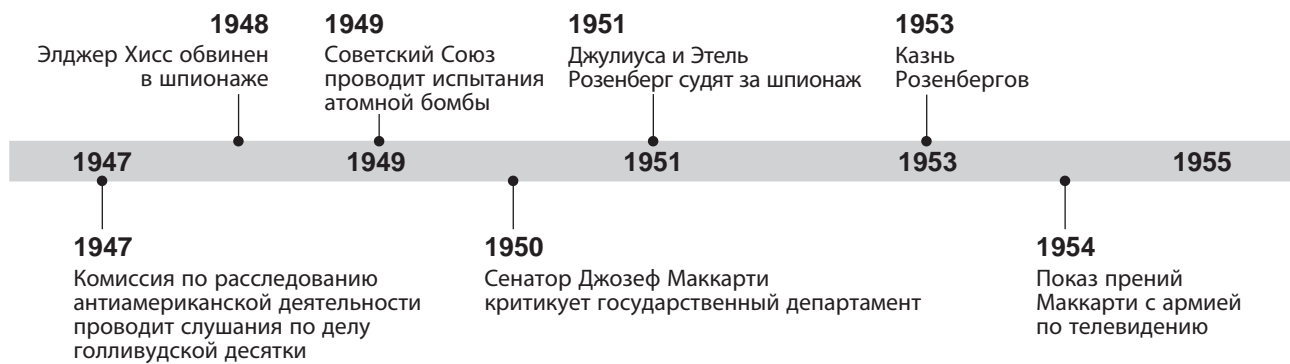 1948
Элджер Хисс обвинен
в шпионаже
1949
Советский Союз
проводит испытания
атомной бомбы
1951
Джулиуса и Этель
Розенберг судят за шпионаж
1953
Казнь
Розенбергов
1947
1949
1951
1953
1955
1947
Комиссия по расследованию
антиамериканской деятельности
проводит слушания по делу
голливудской десятки
1950
Сенатор Джозеф Маккарти
критикует государственный департамент
1954
Показ прений
Маккарти с армией
по телевидению